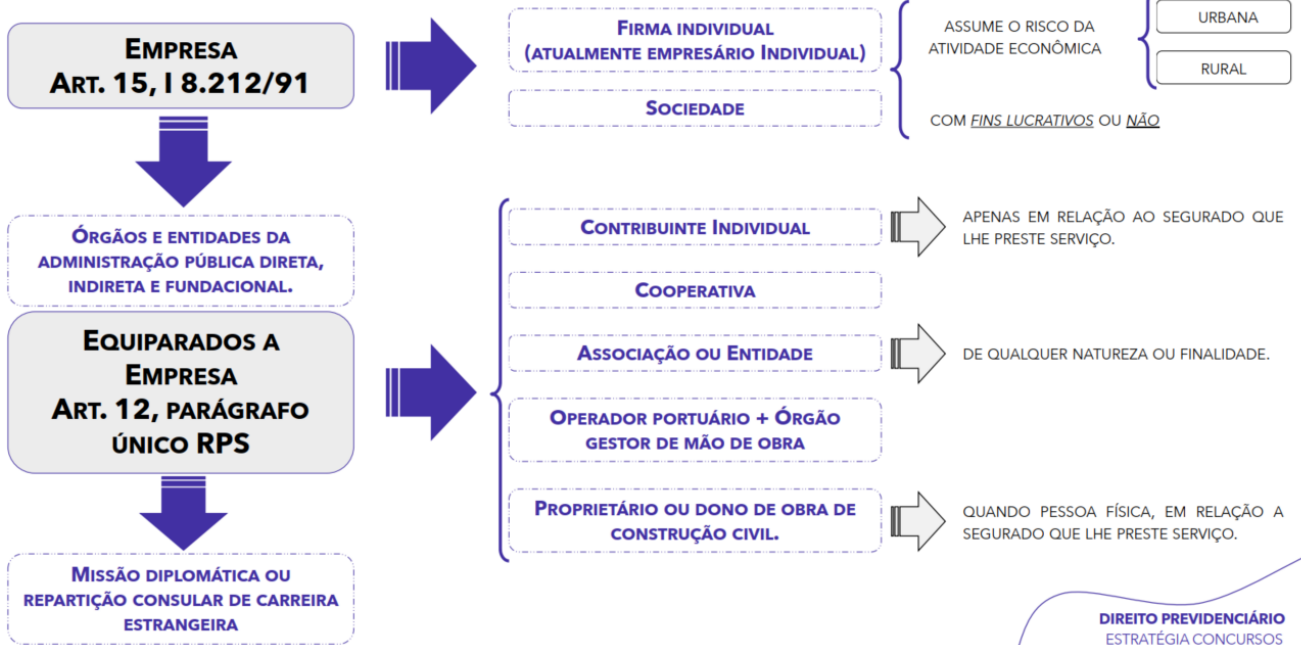 EMPRESA
ART. 15, I 8.212/91
FIRMA INDIVIDUAL
(ATUALMENTE EMPRESÁRIO INDIVIDUAL)
SOCIEDADE
ASSUME O RISCO DA
ATIVIDADE ECONÔMICA
URBANA
RURAL
COM FINS LUCRATIVOS OU NÃO
ÓRGÃOS E ENTIDADES DA
ADMINISTRAÇÃO PÚBLICA DIRETA,
INDIRETA E FUNDACIONAL.
EQUIPARADOS A
EMPRESA
ART. 12, PARÁGRAFO
ÚNICO RPS
CONTRIBUINTE INDIVIDUAL
APENAS EM RELAÇÃO AO SEGURADO QUE
LHE PRESTE SERVIÇO.
COOPERATIVA
ASSOCIAÇÃO OU ENTIDADE
DE QUALQUER NATUREZA OU FINALIDADE.
OPERADOR PORTUÁRIO + ÓRGÃO
GESTOR DE MÃO DE OBRA
PROPRIETÁRIO OU DONO DE OBRA DE
CONSTRUÇÃO CIVIL.
QUANDO PESSOA FÍSICA, EM RELAÇÃO A
SEGURADO QUE LHE PRESTE SERVIÇO.
MISSÃO DIPLOMÁTICA OU
REPARTIÇÃO CONSULAR DE CARREIRA
ESTRANGEIRA
DIREITO PREVIDENCIÁRIO
ESTRATÉGIA CONCURSOS